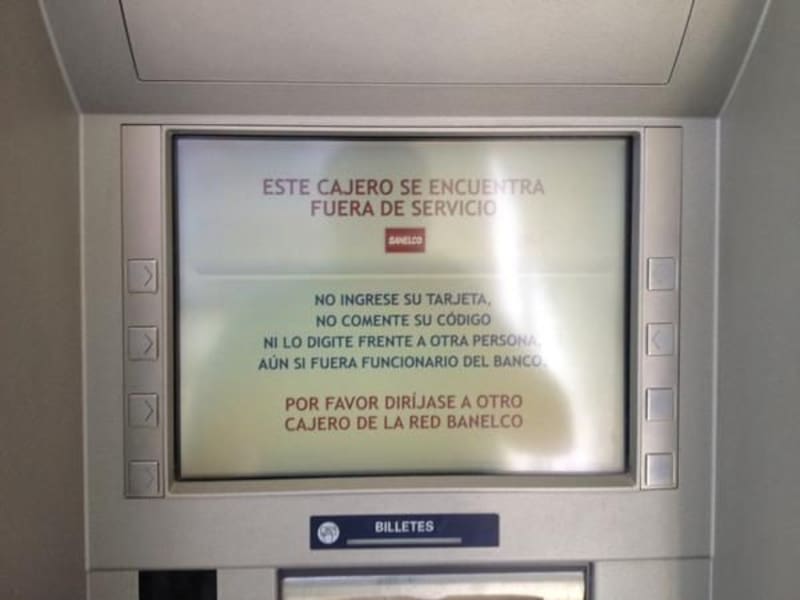 ESTE CAJERO SE ENCUENTRA
FUERA DE SERVICIO
BANELCO
NO INGRESE SU TARJETA,
NO COMENTE SU CÓDIGO
NI LO DIGITE FRENTE A OTRA PERSONA,
AÚN SI FUERA FUNCIONARIO DEL BANCO.
POR FAVOR DIRÍJASE A OTRO
CAJERO DE LA RED BANELCO
BILLETES